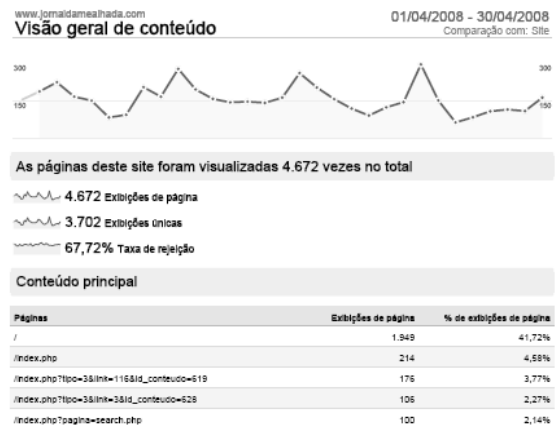 www.jornaldamealhada.com
Visão geral de conteúdo
01/04/2008 - 30/04/2008
Comparação com: Site
300 300
150 150
As páginas deste site foram visualizadas 4.672 vezes no total
4.672 Exibições de página
3.702 Exibições únicas
67,72% Taxa de rejeição
Conteúdo principal
Páginas Exibições de página % de exibições de página
/ 1.949 41,72%
/index.php 214 4,58%
/index.php?tipo=3&link=116&id_conteudo=619 176 3,77%
/index.php?tipo=3&link=3&id_conteudo=628 106 2,27%
/index.php?pagina=search.php 100 2,14%